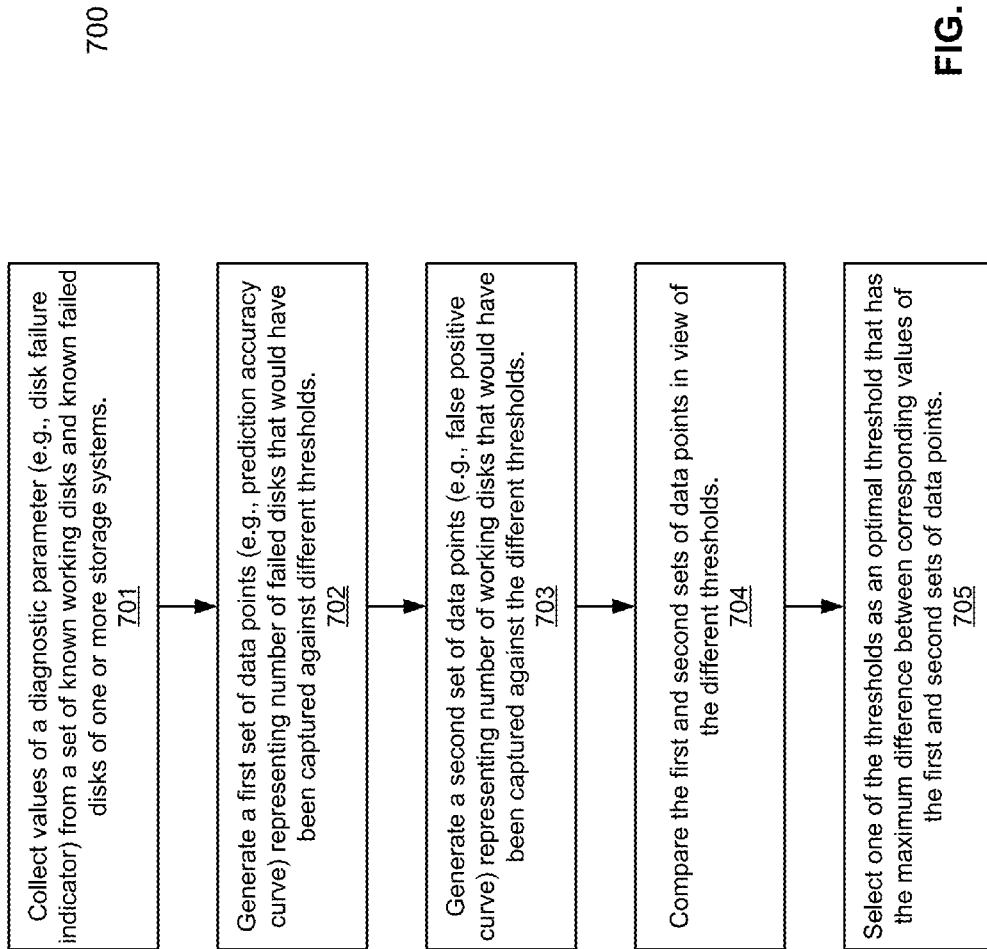 700
Collect values of a diagnostic parameter (e.g., disk failure
indicator) from a set of known working disks and known failed
disks of one or more storage systems.
701
Generate a first set of data points (e.g., prediction accuracy
curve) representing number of failed disks that would have
been captured against different thresholds.
702
Generate a second set of data points (e.g., false positive
curve) representing number of working disks that would have
been captured against the different thresholds.
703
Compare the first and second sets of data points in view of
the different thresholds.
704
Select one of the thresholds as an optimal threshold that has
the maximum difference between corresponding values of
the first and second sets of data points.
705
FIG.